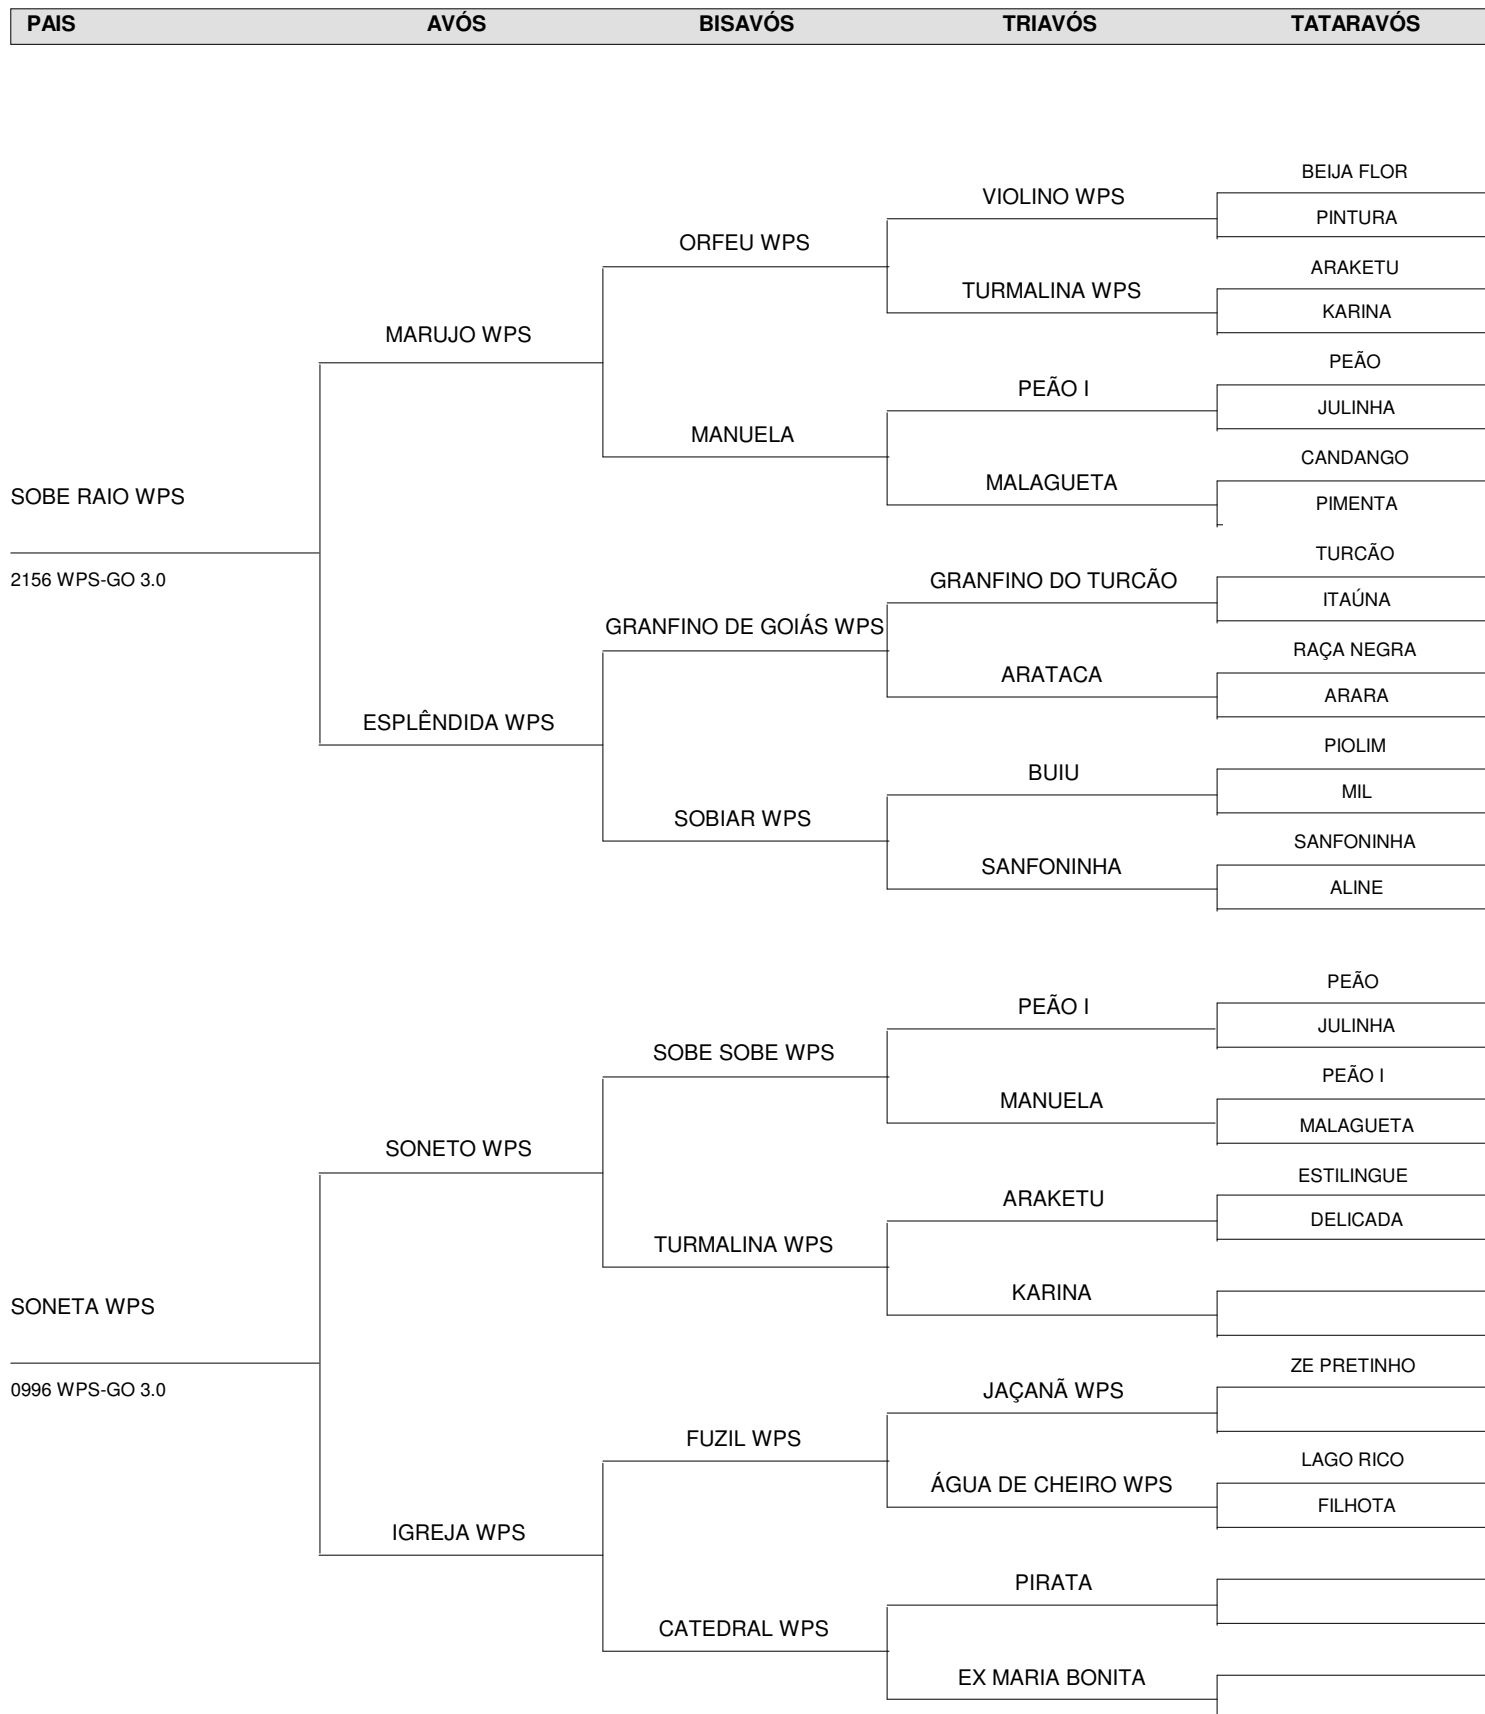 PAIS AVÓS BISAVÓS TRIAVÓS TATARAVÓS
BEIJA FLOR
VIOLINO WPS
PINTURA
ORFEU WPS
ARAKETU
TURMALINA WPS
KARINA
MARUJO WPS
PEÃO
PEÃO I
JULINHA
MANUELA
CANDANGO
MALAGUETA
SOBE RAIO WPS
PIMENTA
TURCÃO
2156 WPS-GO 3.0
GRANFINO DO TURCÃO
ITAÚNA
GRANFINO DE GOIÁS WPS
RAÇA NEGRA
ARATACA
ARARA
ESPLÊNDIDA WPS
PIOLIM
BUIU
MIL
SOBIAR WPS
SANFONINHA
SANFONINHA
ALINE
PEÃO
PEÃO I
JULINHA
SOBE SOBE WPS
PEÃO I
MANUELA
MALAGUETA
SONETO WPS
ESTILINGUE
ARAKETU
DELICADA
TURMALINA WPS
KARINA
SONETA WPS
ZE PRETINHO
0996 WPS-GO 3.0
JAÇANÃ WPS
FUZIL WPS
LAGO RICO
ÁGUA DE CHEIRO WPS
FILHOTA
IGREJA WPS
PIRATA
CATEDRAL WPS
EX MARIA BONITA